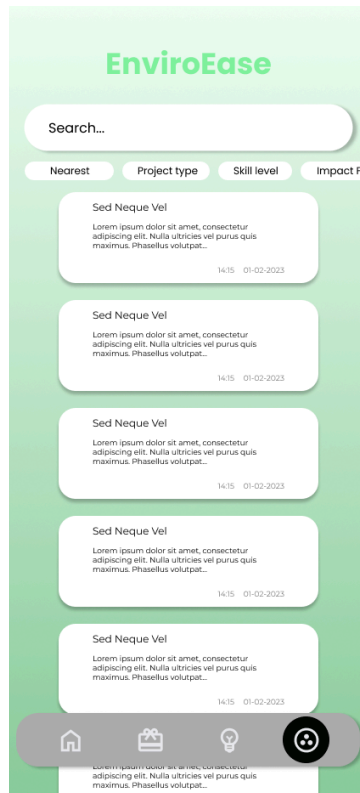 EnviroEase
Search...
Nearest Project type Skill level Impact F
Sed Neque Vel
Lorem ipsum dolor sit amet, consectetur
adipiscing elit. Nulla ultricies vel purus quis
maximus. Phasellus volutpat...
14:15 01-02-2023
Sed Neque Vel
Lorem ipsum dolor sit amet, consectetur
adipiscing elit. Nulla ultricies vel purus quis
maximus. Phasellus volutpat...
14:15 01-02-2023
Sed Neque Vel
Lorem ipsum dolor sit amet, consectetur
adipiscing elit. Nulla ultricies vel purus quis
maximus. Phasellus volutpat...
14:15 01-02-2023
Sed Neque Vel
Lorem ipsum dolor sit amet, consectetur
adipiscing elit. Nulla ultricies vel purus quis
maximus. Phasellus volutpat...
14:15 01-02-2023
Sed Neque Vel
Lorem ipsum dolor sit amet, consectetur
adipiscing elit. Nulla ultricies vel purus quis
maximus. Phasellus volutpat...
14:15 01-02-2023
adipiscing elit. Nulla ultricies vel purus quis
maximus. Phasellus volutpat...